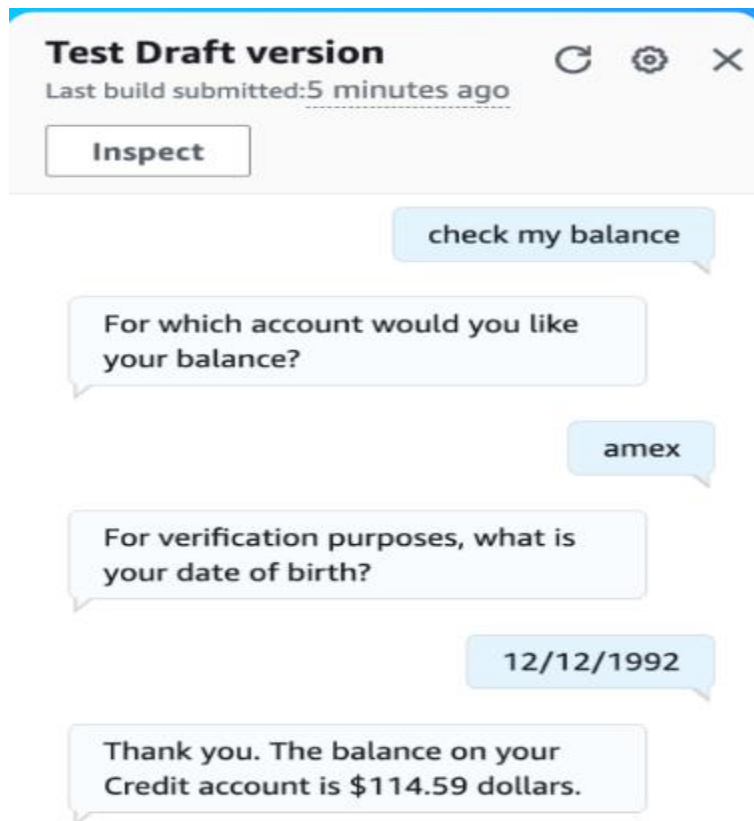 Test Draft version
Last build submitted:5 minutes ago
Inspect
check my balance
For which account would you like
your balance?
amex
For verification purposes, what is
your date of birth?
12/12/1992
Thank you. The balance on your
Credit account is $114.59 dollars.